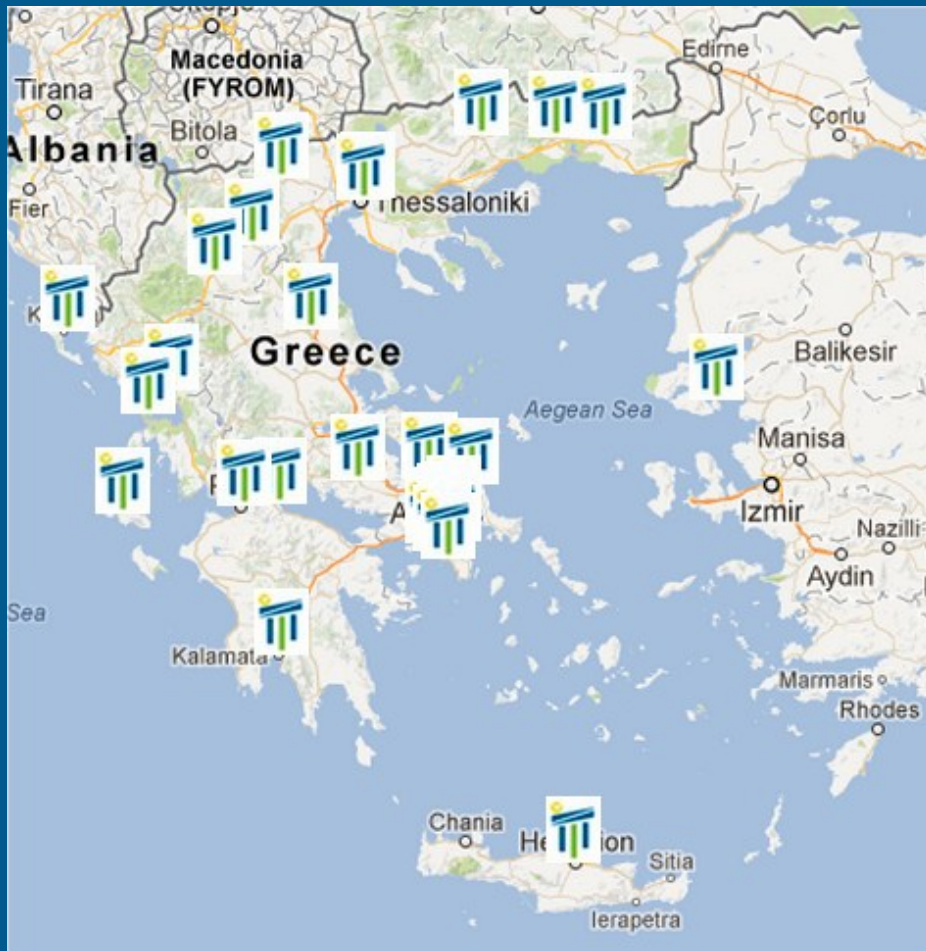 Edirne
Macedonia
(FYROM)
Tirana
Çorlu
Bitola
Albania
Fier
Thessaloniki
Greece
Balikesir
Aegean Sea
Manisa
Izmir
Nazilli
Aydin
Sea
Kalamata
Marmaris
Rhodes
Chania
Sitia
Ierapetra